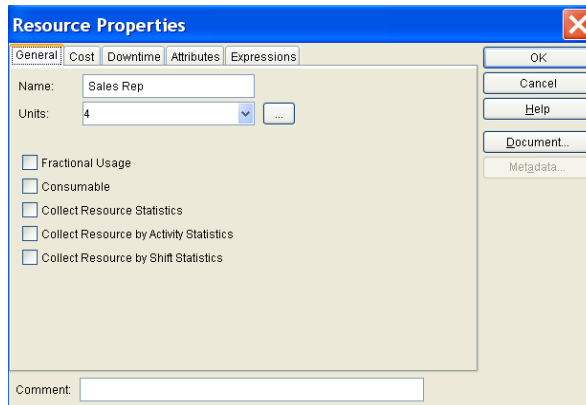 Resource Properties
General Cost Downtime Attributes Expressions
OK
Name: Sales Rep
Cancel
Units: 4 ...
Help
Document...
Metadata...
Fractional Usage
Consumable
Collect Resource Statistics
Collect Resource by Activity Statistics
Collect Resource by Shift Statistics
Comment: